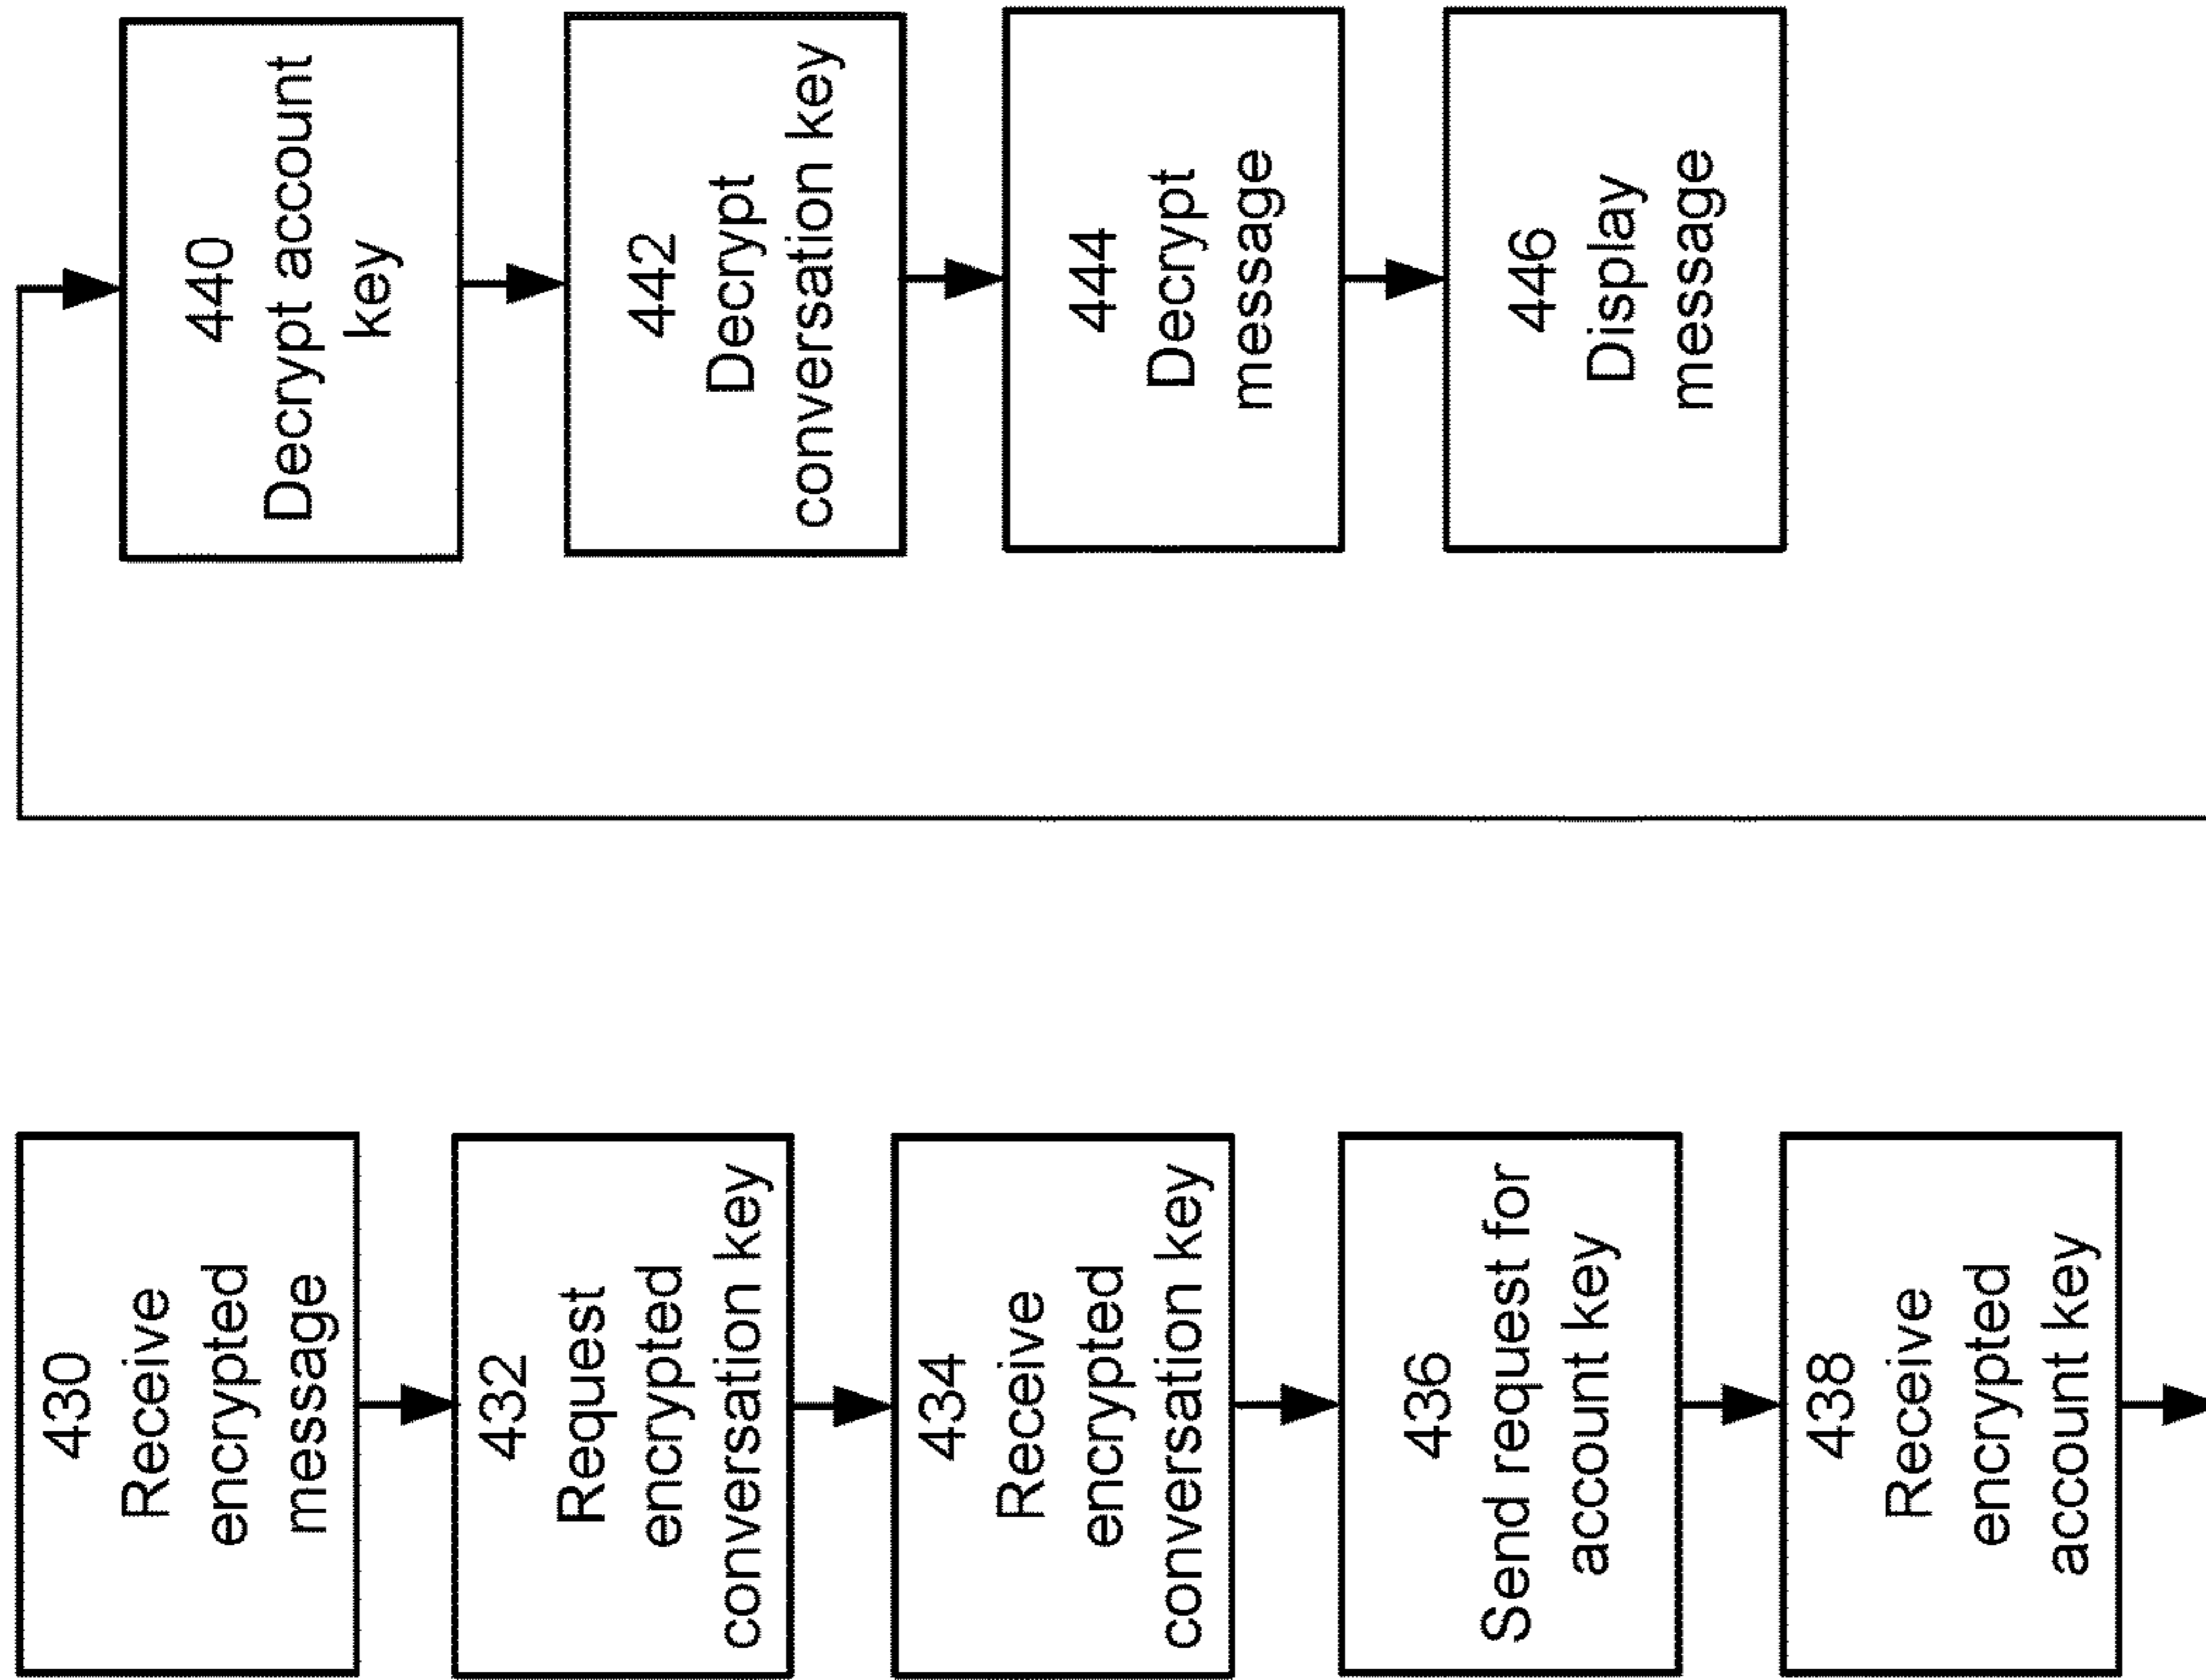 430
Receive
encrypted
message
432
Request
encrypted
conversation key
434
Receive
encrypted
conversation key
436
Send request for
account key
438
Receive
encrypted
account key
440
Decrypt account
key
442
Decrypt
conversation key
444
Decrypt
message
446
Display
message